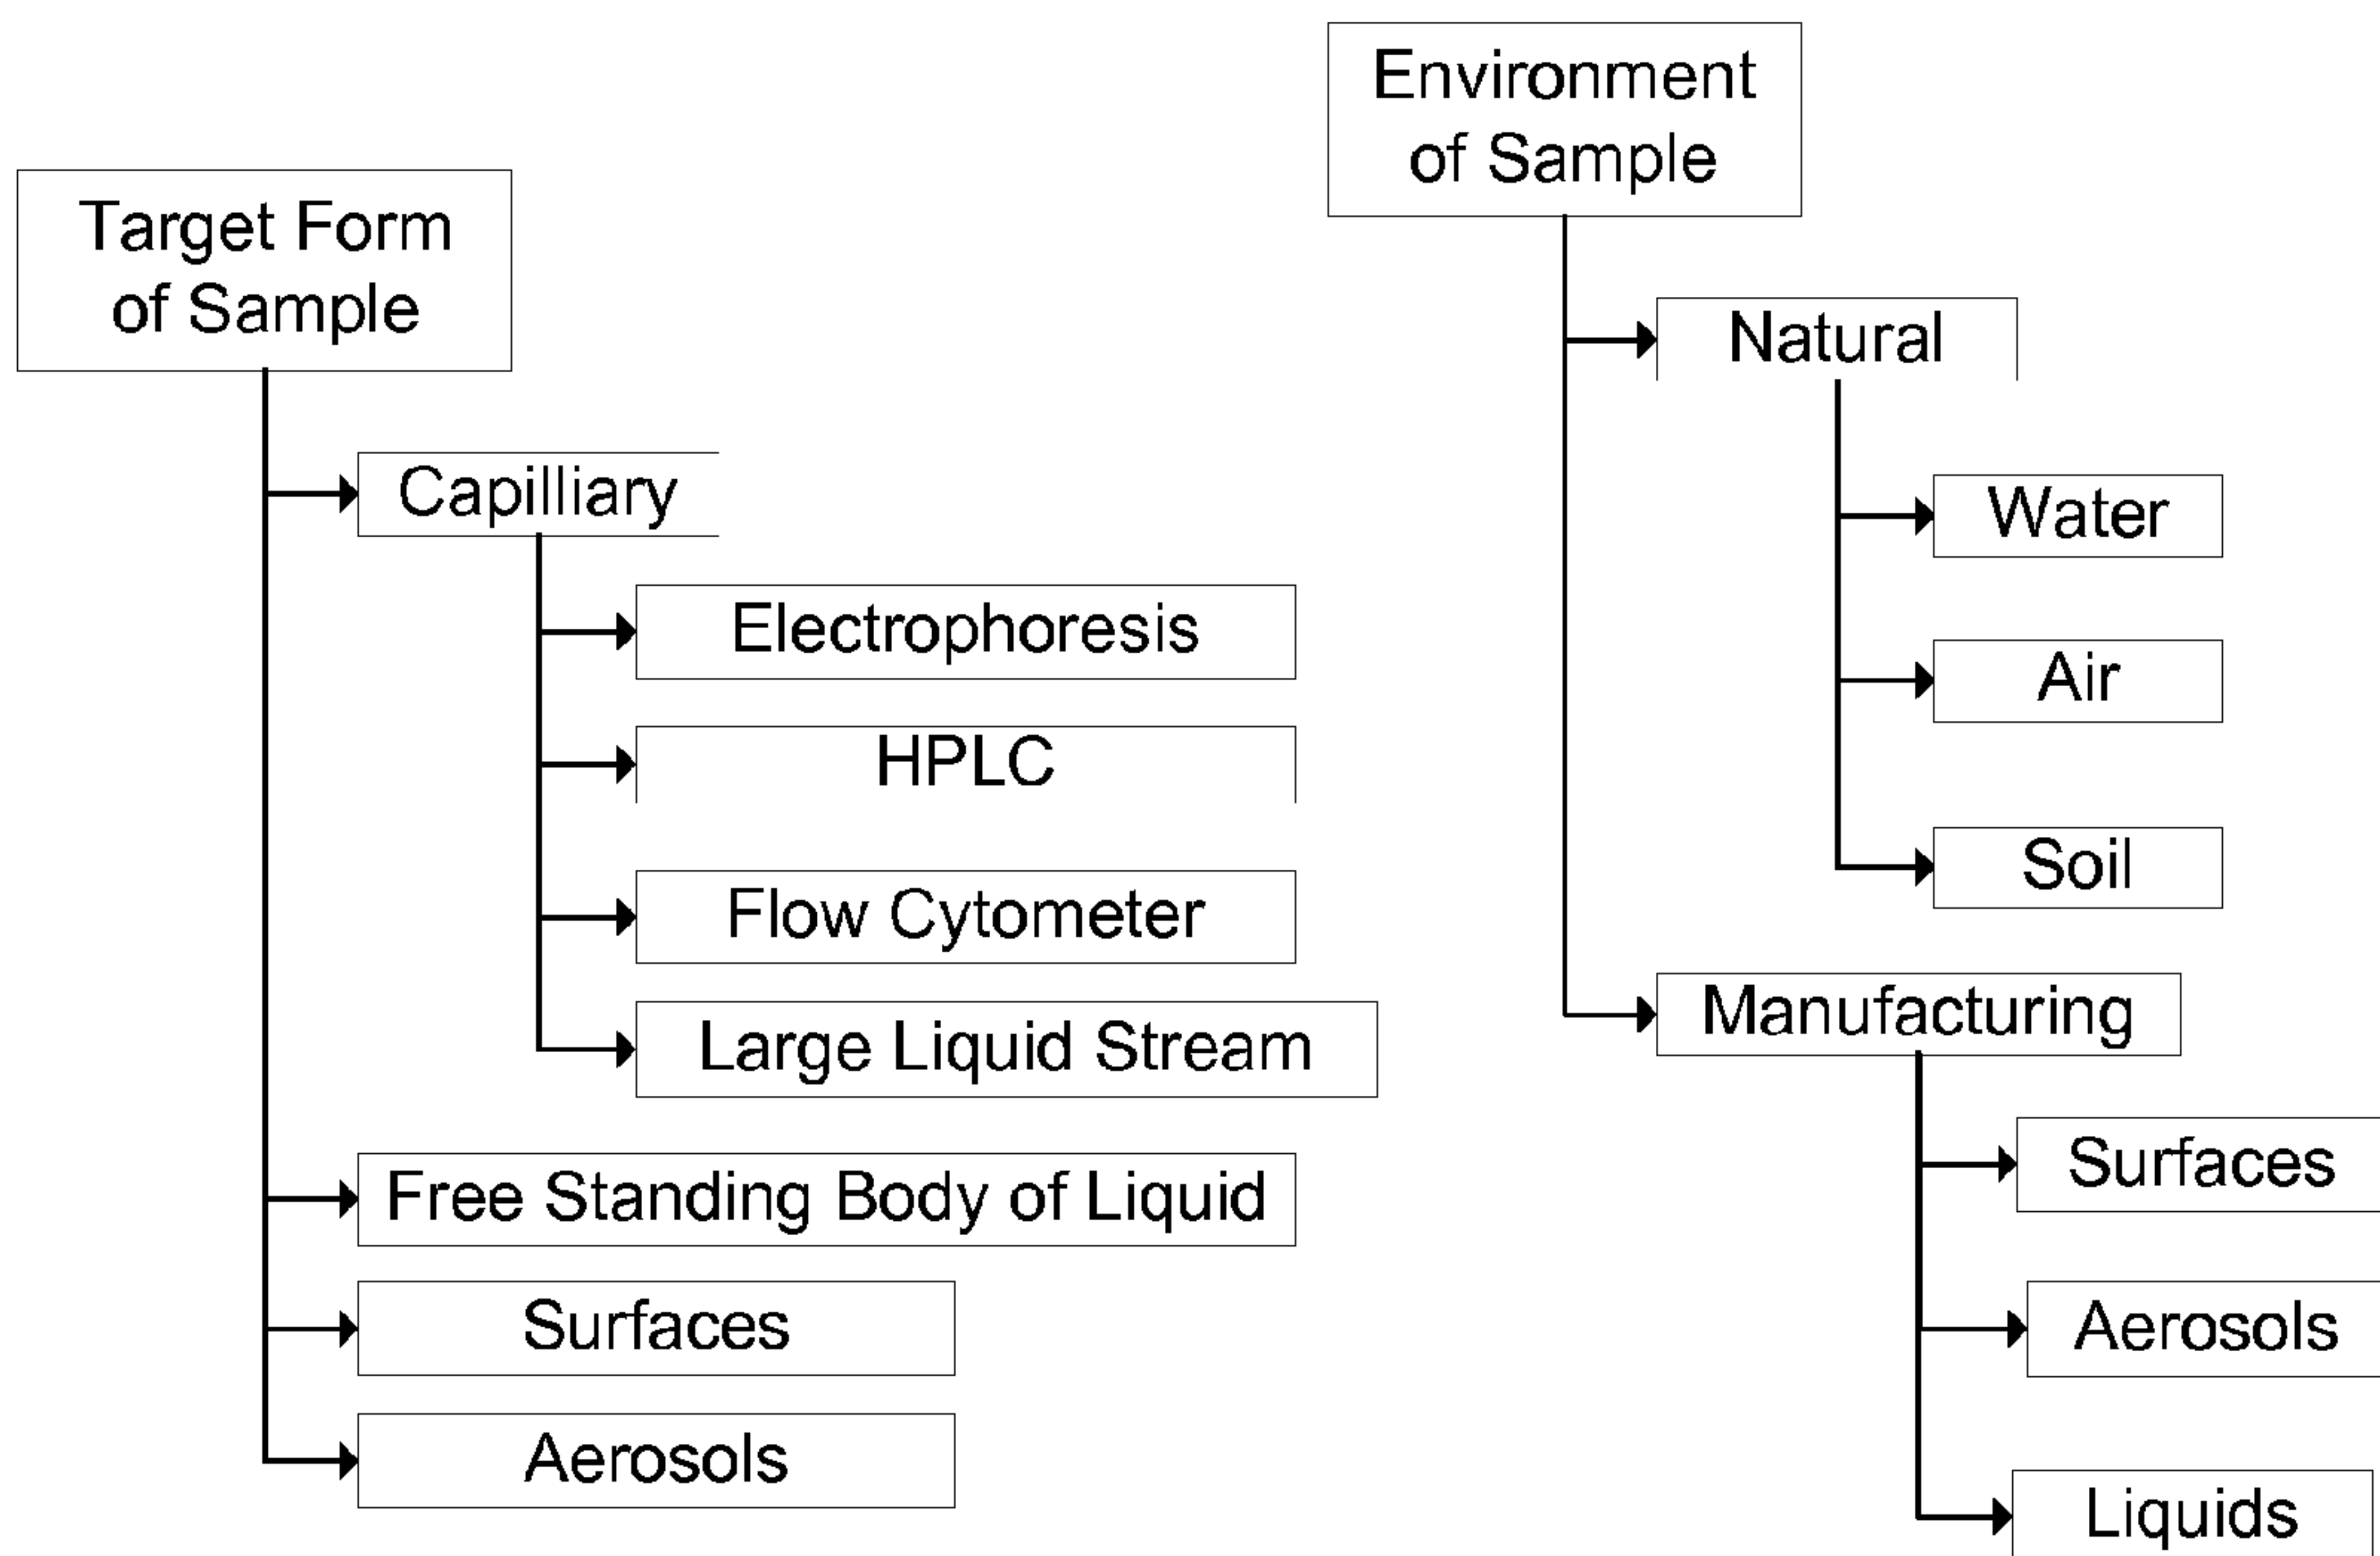 Target Form
of Sample
Capilliary
Electrophoresis
HPLC
Flow Cytometer
Large Liquid Stream
Free Standing Body of Liquid
Surfaces
Aerosols
Environment
of Sample
Natural
Water
Air
Soil
Manufacturing
Surfaces
Aerosols
Liquids